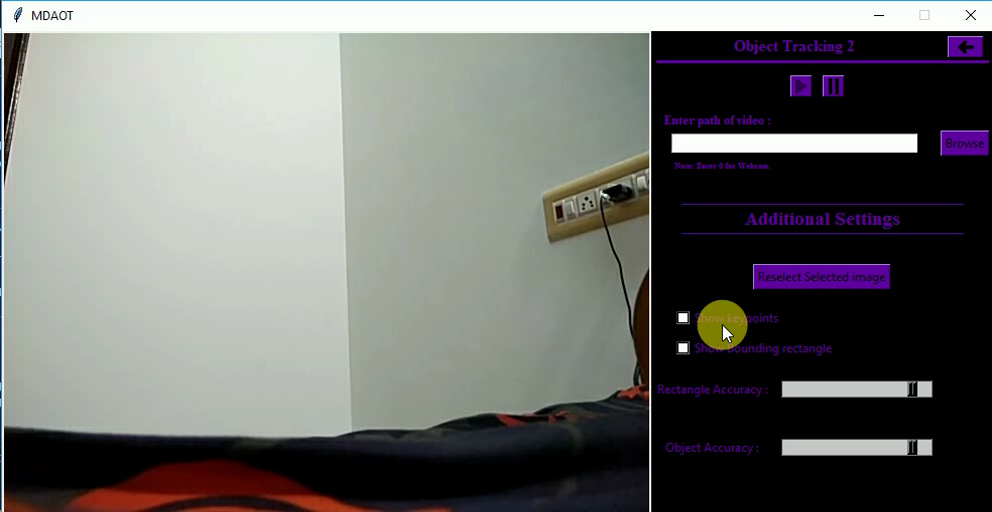 MDAOT
Object Tracking 2
Enter path of video :
Browse
Note: Enter 0 for Webcam
Additional Settings
Reselect Selected image
Show keypoints
Show bounding rectangle
Rectangle Accuracy :
Object Accuracy :